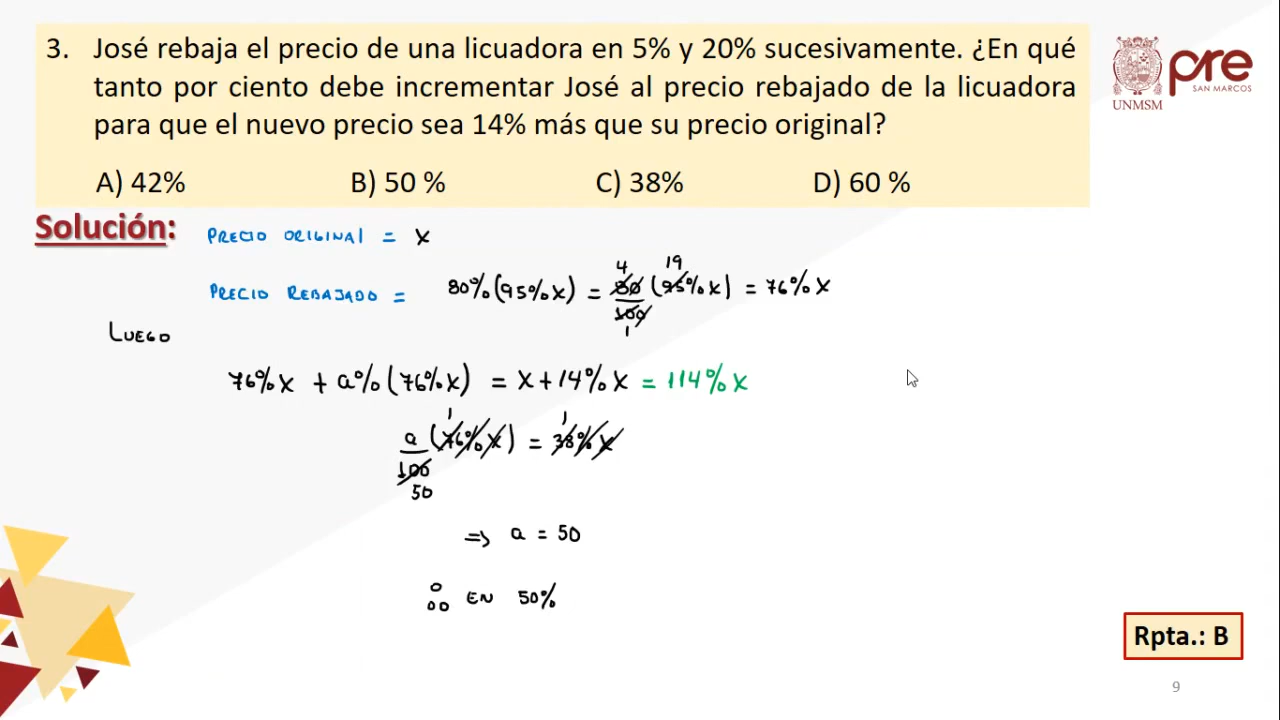 3. José rebaja el precio de una licuadora en 5% y 20% sucesivamente. ¿En qué
tanto por ciento debe incrementar José al precio rebajado de la licuadora
para que el nuevo precio sea 14% más que su precio original?
A) 42% B) 50 % C) 38% D) 60 %
UNMSM
pre
SAN MARCOS
Solución:
PRECIO ORIGINAL = X
PRECIO REBAJADO = 80% (95% X) = 80/100 (95% X) = 76% X
4 19
1
LUEGO
76% X + a% (76% X) = X + 14% X = 114% X
a/100 (76% X) = 38% X
1 1
50
=> a = 50
∴ EN 50%
Rpta.: B
9